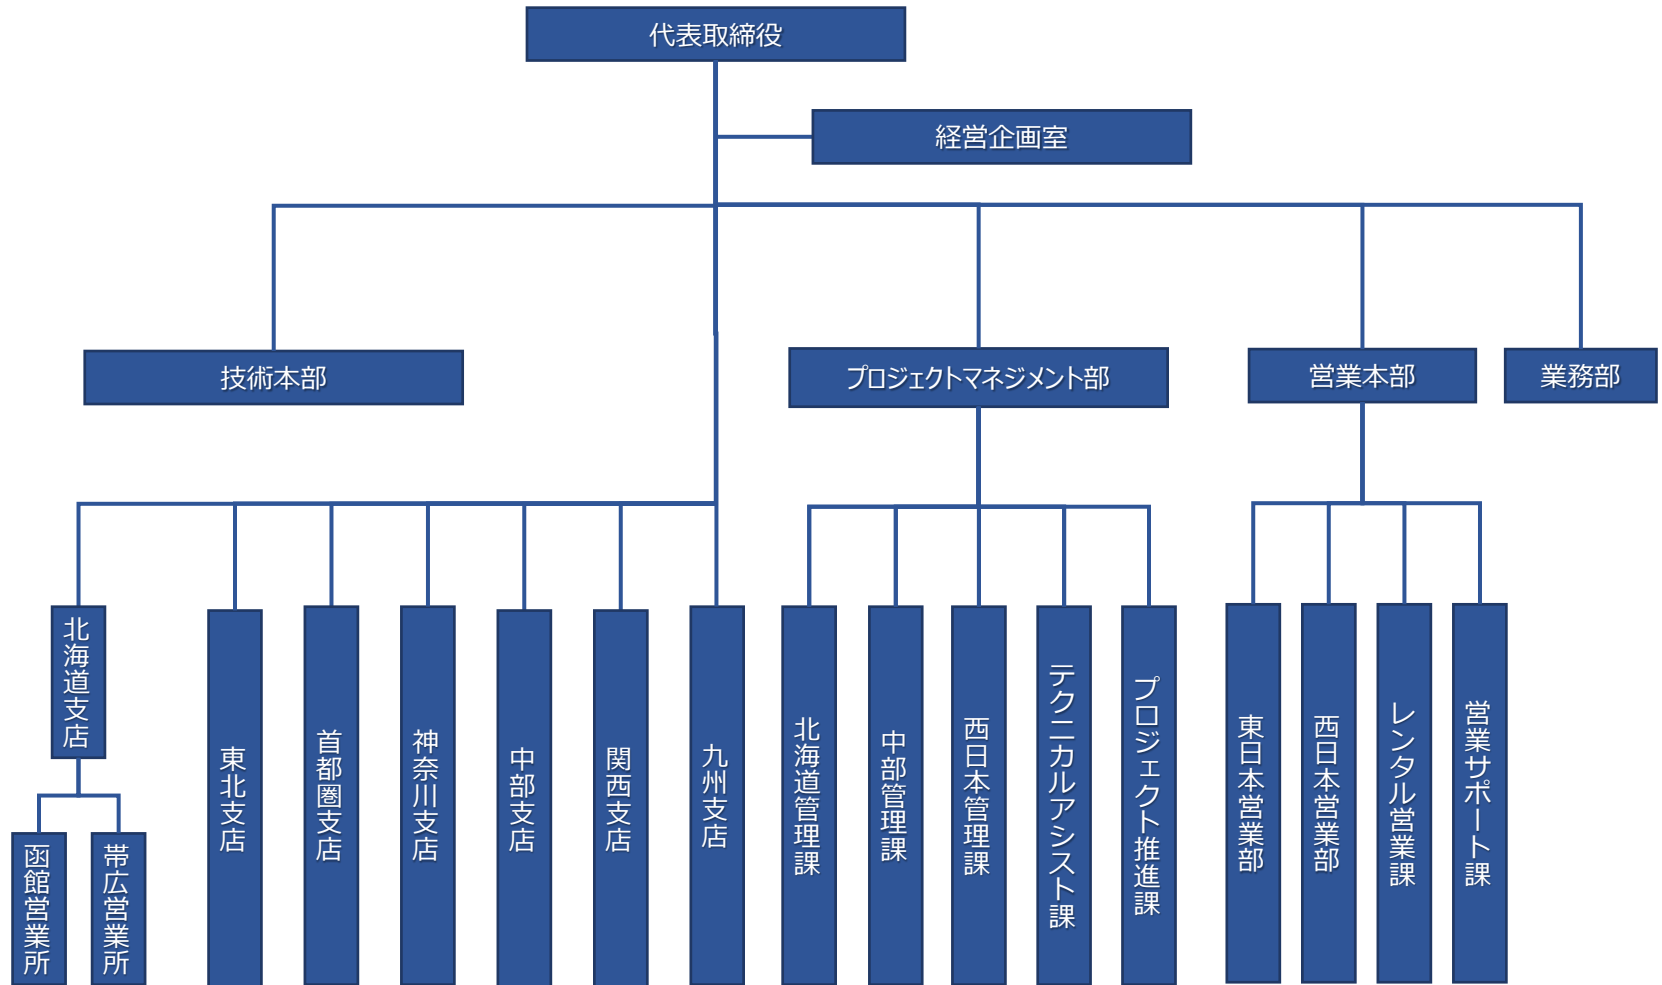 代表取締役
経営企画室
技術本部
プロジェクトマネジメント部
営業本部
業務部
北海道支店
東北支店
首都圏支店
神奈川支店
中部支店
関西支店
九州支店
北海道管理課
中部管理課
西日本管理課
テクニカルアシスト課
プロジェクト推進課
東日本営業部
西日本営業部
レンタル営業課
営業サポート課
函館営業所
帯広営業所